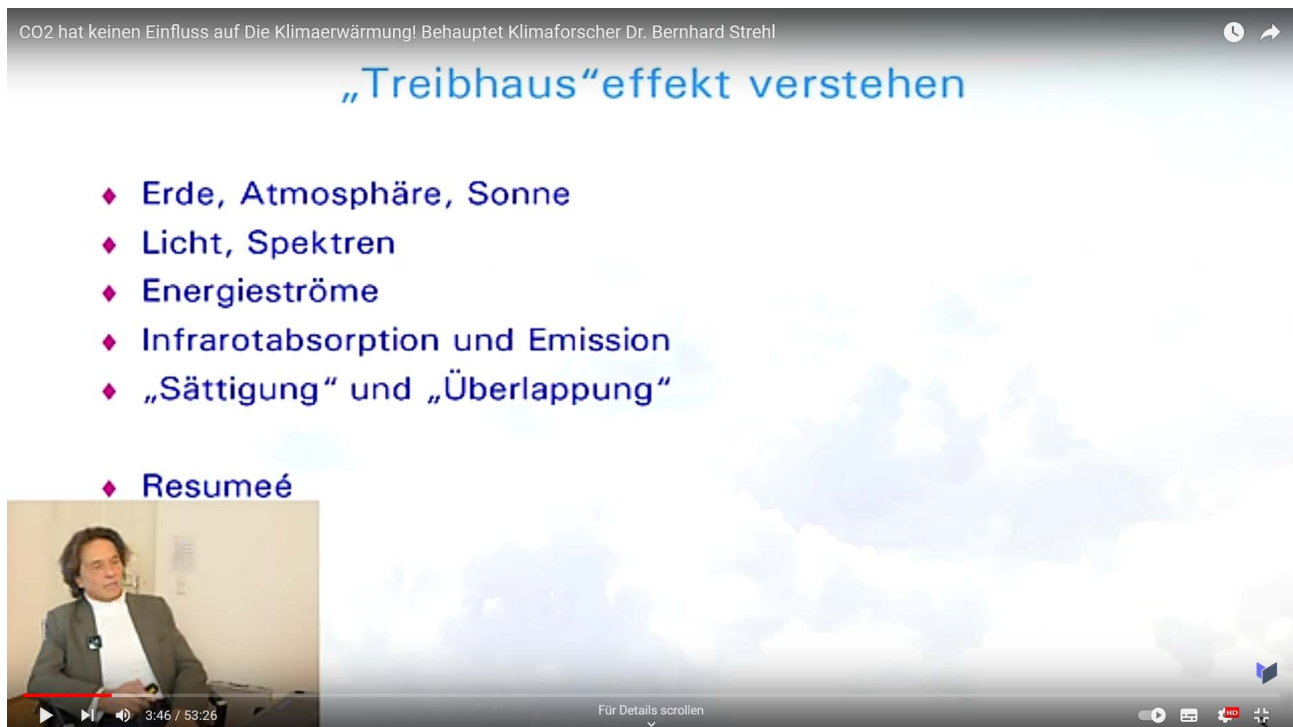 CO2 hat keinen Einfluss auf Die Klimaerwärmung! Behauptet Klimaforscher Dr. Bernhard Strehl
„Treibhaus“effekt verstehen
Erde, Atmosphäre, Sonne
Licht, Spektren
Energieströme
Infrarotabsorption und Emission
„Sättigung“ und „Überlappung“
Resumeé
Für Details scrollen
3:46 / 53:26
HD